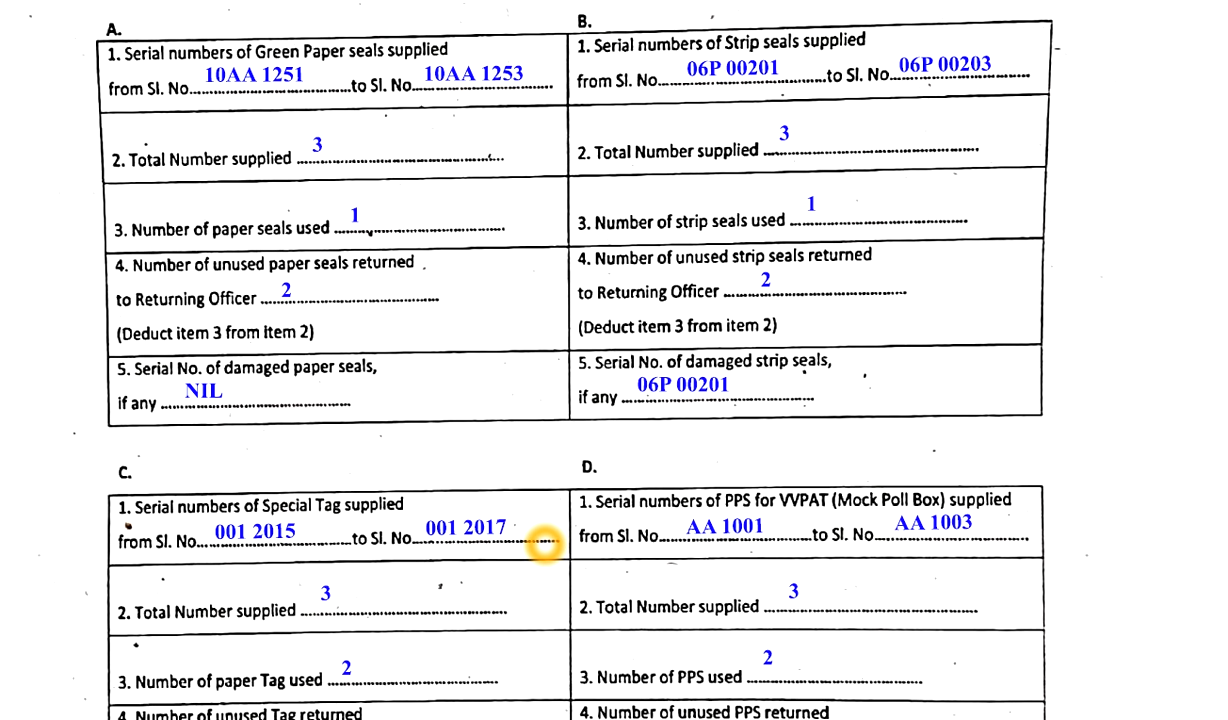 A.
1. Serial numbers of Green Paper seals supplied
from Sl. No....10AA 1251....to Sl. No....10AA 1253....
2. Total Number supplied ....3....
3. Number of paper seals used ....1....
4. Number of unused paper seals returned
to Returning Officer ....2....
(Deduct item 3 from item 2)
5. Serial No. of damaged paper seals,
if any ....NIL....
B.
1. Serial numbers of Strip seals supplied
from Sl. No....06P 00201....to Sl. No....06P 00203....
2. Total Number supplied ....3....
3. Number of strip seals used ....1....
4. Number of unused strip seals returned
to Returning Officer ....2....
(Deduct item 3 from item 2)
5. Serial No. of damaged strip seals,
if any ....06P 00201....
C.
1. Serial numbers of Special Tag supplied
from Sl. No....001 2015....to Sl. No....001 2017....
2. Total Number supplied ....3....
3. Number of paper Tag used ....2....
4. Number of unused Tag returned
D.
1. Serial numbers of PPS for VVPAT (Mock Poll Box) supplied
from Sl. No....AA 1001....to Sl. No....AA 1003....
2. Total Number supplied ....3....
3. Number of PPS used ....2....
4. Number of unused PPS returned